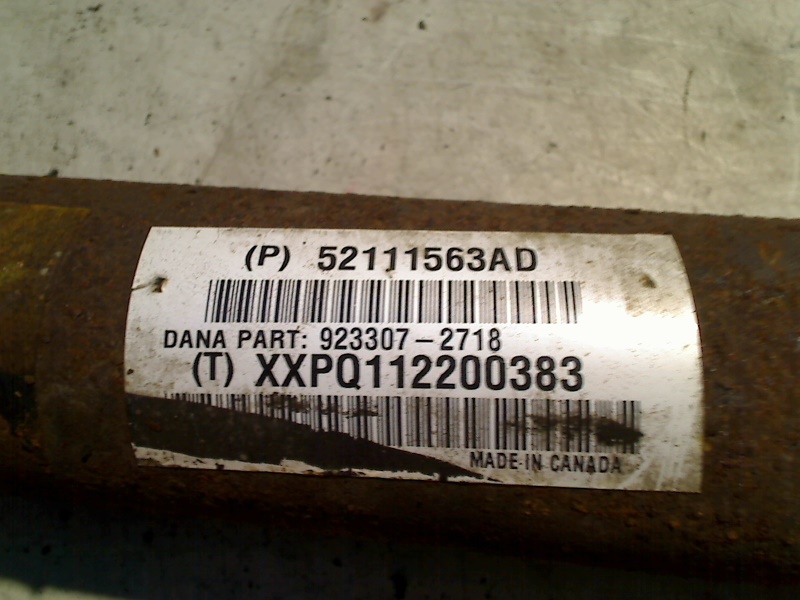 (P) 52111563AD
DANA PART: 923307-2718
(T) XXPQ112200383
MADE IN CANADA